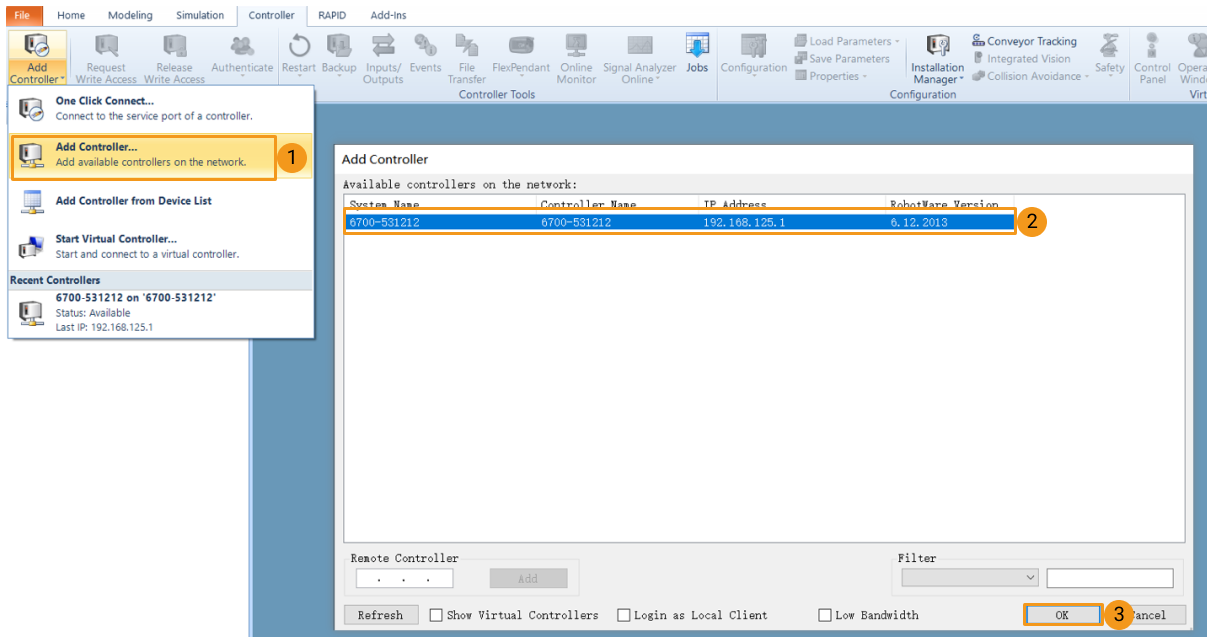 File Home Modeling Simulation Controller RAPID Add-Ins
Add Controller
Request Write Access
Release Write Access
Authenticate
Restart
Backup
Inputs/ Outputs
Events
File Transfer
FlexPendant
Online Monitor
Signal Analyzer Online
Jobs
Controller Tools
Configuration
Load Parameters
Save Parameters
Properties
Installation Manager
Conveyor Tracking
Integrated Vision
Collision Avoidance
Configuration
Safety
Control Panel
One Click Connect...
Connect to the service port of a controller.
Add Controller...
Add available controllers on the network.
1
Add Controller from Device List
Start Virtual Controller...
Start and connect to a virtual controller.
Recent Controllers
6700-531212 on '6700-531212'
Status: Available
Last IP: 192.168.125.1
Add Controller
Available controllers on the network:
System Name Controller Name IP Address RobotWare Version
6700-531212 6700-531212 192.168.125.1 6.12.2013
2
Remote Controller
. . .
Add
Filter
Refresh
Show Virtual Controllers
Login as Local Client
Low Bandwidth
OK
3